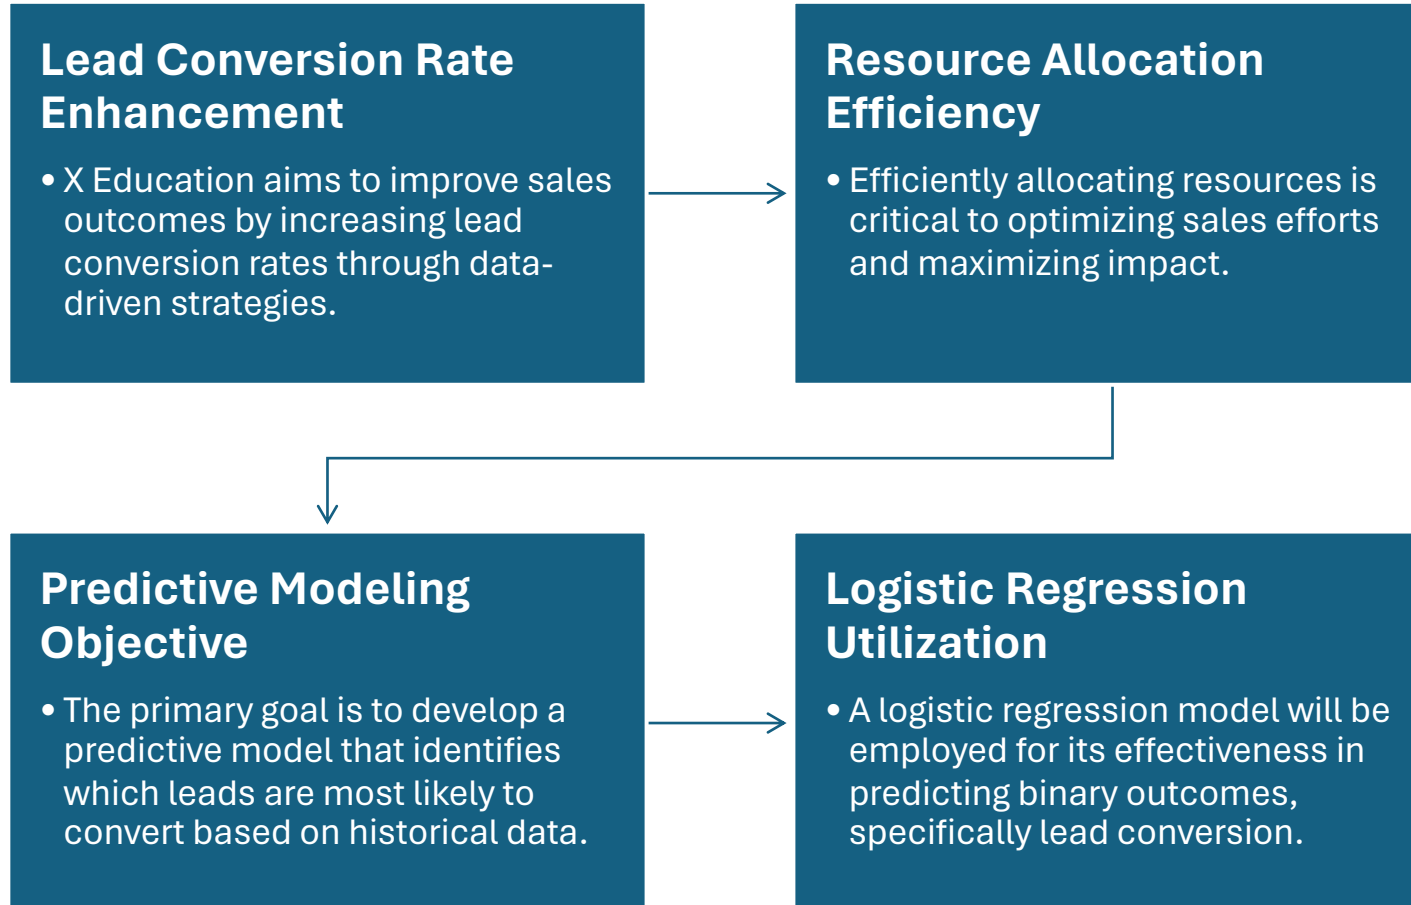 Lead Conversion Rate
Enhancement
• X Education aims to improve sales
outcomes by increasing lead
conversion rates through data-
driven strategies.
Resource Allocation
Efficiency
• Efficiently allocating resources is
critical to optimizing sales efforts
and maximizing impact.
Predictive Modeling
Objective
• The primary goal is to develop a
predictive model that identifies
which leads are most likely to
convert based on historical data.
Logistic Regression
Utilization
• A logistic regression model will be
employed for its effectiveness in
predicting binary outcomes,
specifically lead conversion.